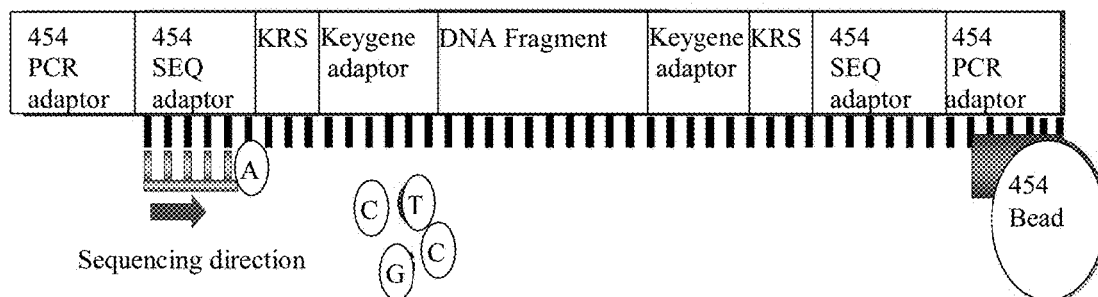 454 PCR adaptor
454 SEQ adaptor
KRS
Keygene adaptor
DNA Fragment
Keygene adaptor
KRS
454 SEQ adaptor
454 PCR adaptor
A
C
T
C
G
454 Bead
Sequencing direction